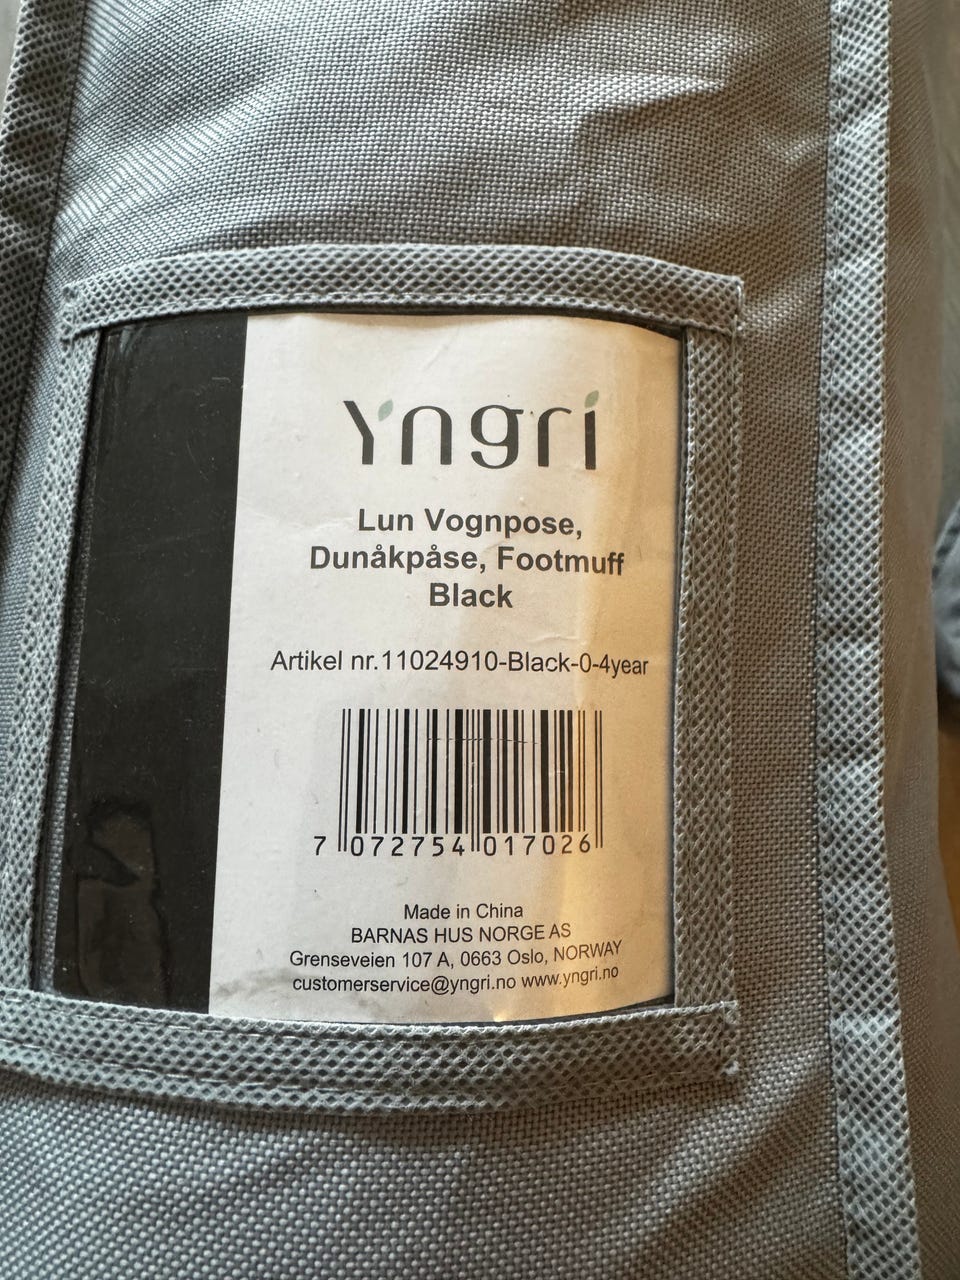 Yngri
Lun Vognpose,
Dunåkpåse, Footmuff
Black
Artikel nr.11024910-Black-0-4year
7 072754 017026
Made in China
BARNAS HUS NORGE AS
Grenseveien 107 A, 0663 Oslo, NORWAY
customerservice@yngri.no www.yngri.no